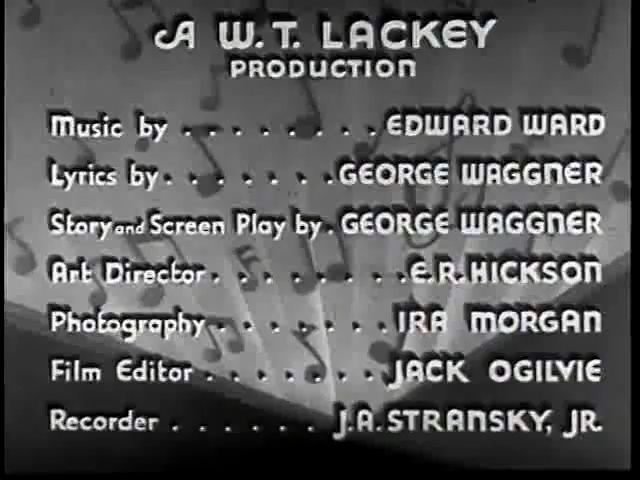 A W.T. LACKEY
PRODUCTION
Music by . . . . . . . . EDWARD WARD
Lyrics by . . . . . . . GEORGE WAGGNER
Story and Screen Play by . GEORGE WAGGNER
Art Director . . . . . . . . E.R. HICKSON
Photography . . . . . . . IRA MORGAN
Film Editor . . . . . . . JACK OGILVIE
Recorder . . . . . . J.A. STRANSKY, JR.